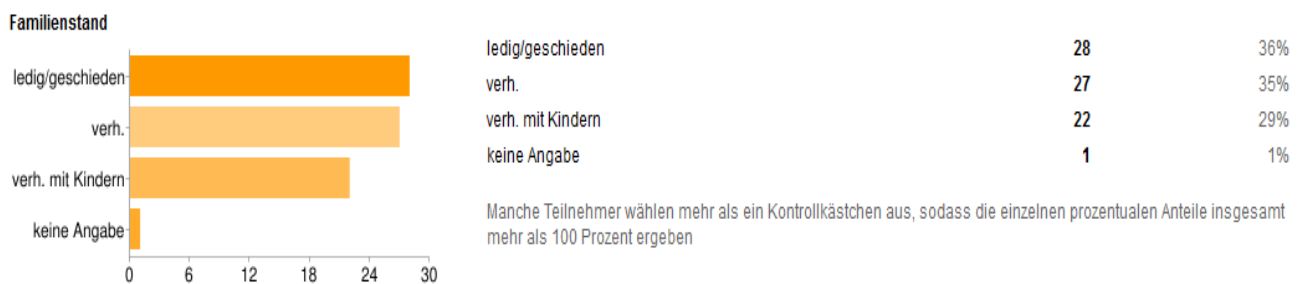 Familienstand
ledig/geschieden
verh.
verh. mit Kindern
keine Angabe
0 6 12 18 24 30
ledig/geschieden 28 36%
verh. 27 35%
verh. mit Kindern 22 29%
keine Angabe 1 1%
Manche Teilnehmer wählen mehr als ein Kontrollkästchen aus, sodass die einzelnen prozentualen Anteile insgesamt
mehr als 100 Prozent ergeben